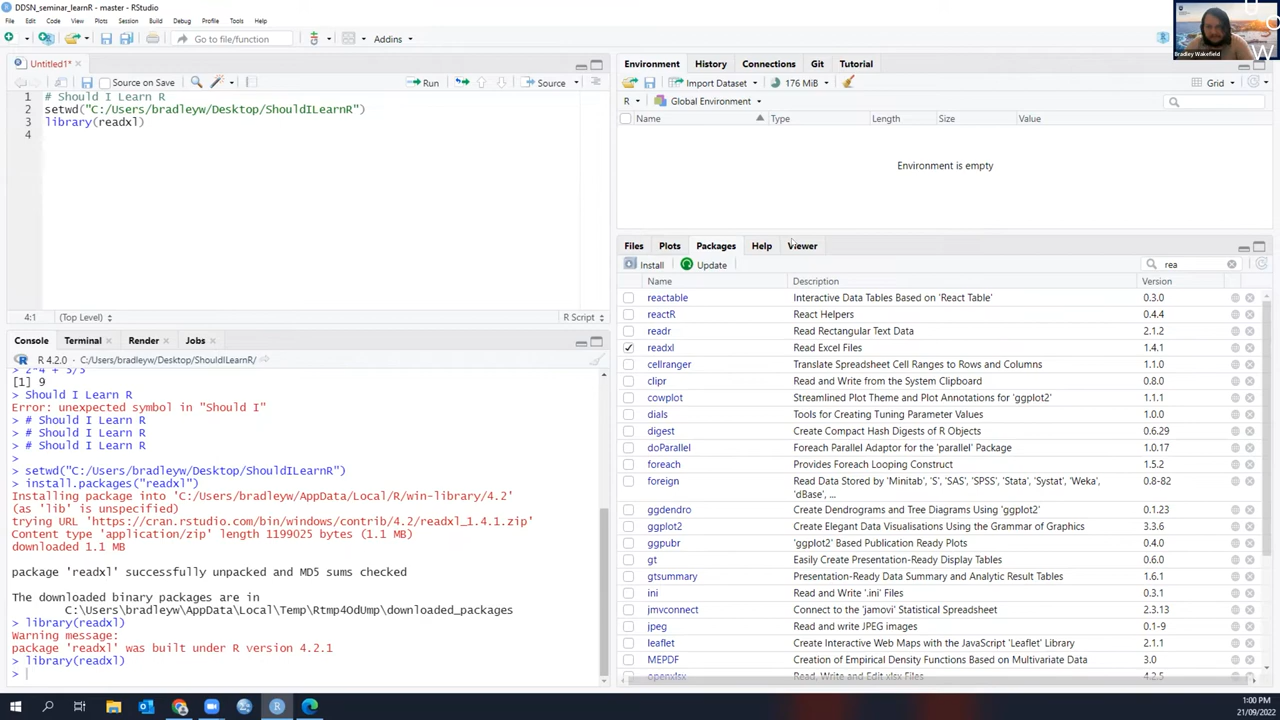 DDSN_seminar_learnR - master - RStudio
File Edit Code View Plots Session Build Debug Profile Tools Help
Go to file/function
Addins
Bradley Wakefield
U
O
W
Untitled1*
Source on Save
Run
Source
1 # Should I Learn R
2 setwd("C:/Users/bradleyw/Desktop/ShouldILearnR")
3 library(readxl)
4
4:1 (Top Level) R Script
Console Terminal Render Jobs
R 4.2.0 · C:/Users/bradleyw/Desktop/ShouldILearnR/
> 2*4 + 5/5
[1] 9
> Should I Learn R
Error: unexpected symbol in "Should I"
> # Should I Learn R
> # Should I Learn R
> # Should I Learn R
>
> setwd("C:/Users/bradleyw/Desktop/ShouldILearnR")
> install.packages("readxl")
Installing package into 'C:/Users/bradleyw/AppData/Local/R/win-library/4.2'
(as 'lib' is unspecified)
trying URL 'https://cran.rstudio.com/bin/windows/contrib/4.2/readxl_1.4.1.zip'
Content type 'application/zip' length 1199025 bytes (1.1 MB)
downloaded 1.1 MB
package 'readxl' successfully unpacked and MD5 sums checked
The downloaded binary packages are in
C:\Users\bradleyw\AppData\Local\Temp\Rtmp4OdUmp\downloaded_packages
> library(readxl)
Warning message:
package 'readxl' was built under R version 4.2.1
> library(readxl)
>
Environment History Connections Git Tutorial
Import Dataset 176 MiB Grid
R Global Environment
Name Type Length Size Value
Environment is empty
Files Plots Packages Help Viewer
Install Update rea
Name Description Version
reactable Interactive Data Tables Based on 'React Table' 0.3.0
reactR React Helpers 0.4.4
readr Read Rectangular Text Data 2.1.2
readxl Read Excel Files 1.4.1
cellranger Translate Spreadsheet Cell Ranges to Rows and Columns 1.1.0
clipr Read and Write from the System Clipboard 0.8.0
cowplot Streamlined Plot Theme and Plot Annotations for 'ggplot2' 1.1.1
dials Tools for Creating Tuning Parameter Values 1.0.0
digest Create Compact Hash Digests of R Objects 0.6.29
doParallel Foreach Parallel Adaptor for the 'parallel' Package 1.0.17
foreach Provides Foreach Looping Construct 1.5.2
foreign Read Data Stored by 'Minitab', 'S', 'SAS', 'SPSS', 'Stata', 'Systat', 'Weka', 0.8-82
'dBase', ...
ggdendro Create Dendrograms and Tree Diagrams Using 'ggplot2' 0.1.23
ggplot2 Create Elegant Data Visualisations Using the Grammar of Graphics 3.3.6
ggpubr 'ggplot2' Based Publication Ready Plots 0.4.0
gt Easily Create Presentation-Ready Display Tables 0.6.0
gtsummary Presentation-Ready Data Summary and Analytic Result Tables 1.6.1
ini Read and Write '.ini' Files 0.3.1
jmvconnect Connect to the 'jamovi' Statistical Spreadsheet 2.3.13
jpeg Read and write JPEG images 0.1-9
leaflet Create Interactive Web Maps with the JavaScript 'Leaflet' Library 2.1.1
MEPDF Creation of Empirical Density Functions Based on Multivariate Data 3.0
openxlsx Read, Write and Edit xlsx Files 4.2.5
1:00 PM
21/09/2022